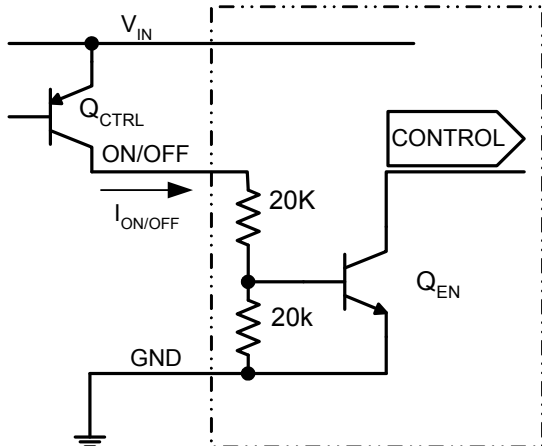 VIN
QCTRL
ON/OFF
CONTROL
ION/OFF
20K
QEN
20k
GND